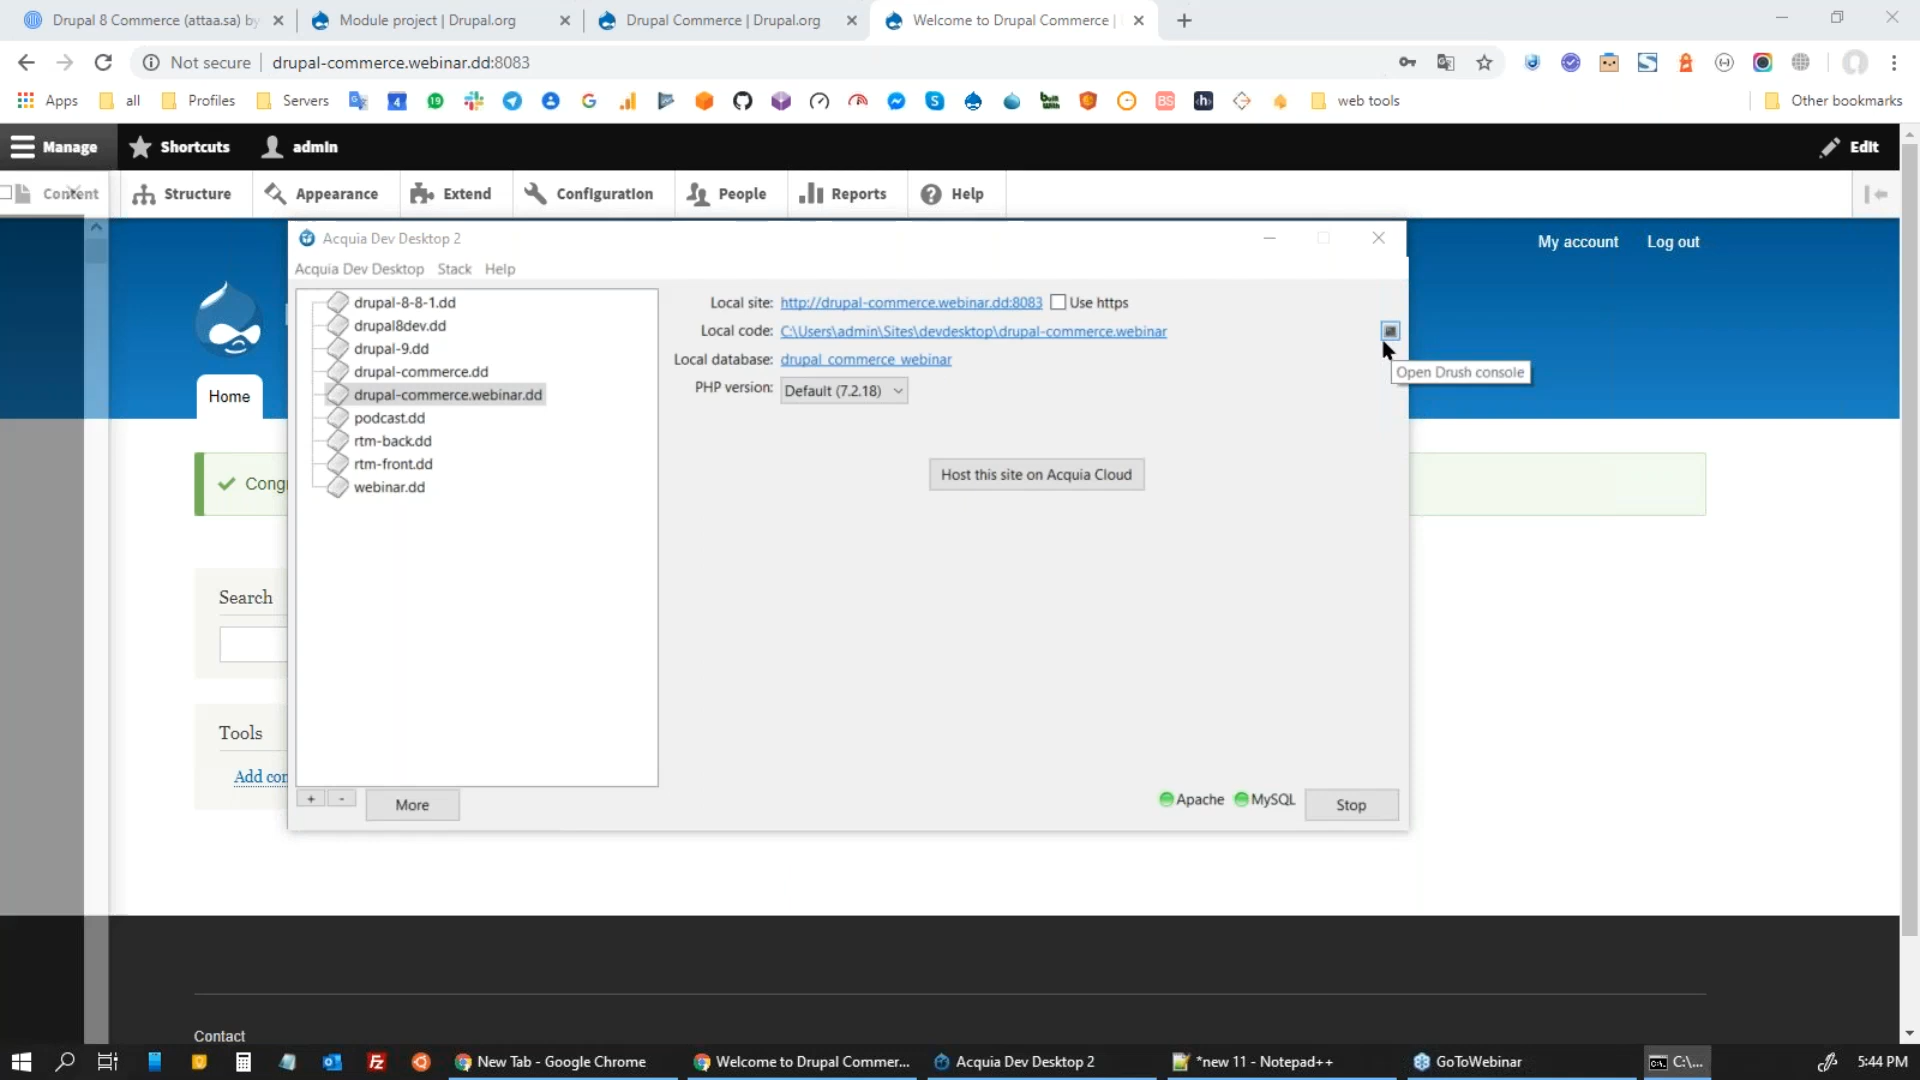 Drupal 8 Commerce (attaa.sa) by
Module project | Drupal.org
Drupal Commerce | Drupal.org
Welcome to Drupal Commerce |
Not secure
drupal-commerce.webinar.dd:8083
Apps
all
Profiles
Servers
web tools
Other bookmarks
Manage
Shortcuts
admin
Edit
Content
Structure
Appearance
Extend
Configuration
People
Reports
Help
My account
Log out
Home
Acquia Dev Desktop 2
Acquia Dev Desktop
Stack
Help
drupal-8-8-1.dd
drupal8dev.dd
drupal-9.dd
drupal-commerce.dd
drupal-commerce.webinar.dd
podcast.dd
rtm-back.dd
rtm-front.dd
webinar.dd
Local site: http://drupal-commerce.webinar.dd:8083 Use https
Local code: C:\Users\admin\Sites\devdesktop\drupal-commerce.webinar
Local database: drupal_commerce_webinar
PHP version: Default (7.2.18)
Open Drush console
Host this site on Acquia Cloud
+
-
More
Apache
MySQL
Stop
Cong
Search
Tools
Add con
Contact
New Tab - Google Chrome
Welcome to Drupal Commer...
Acquia Dev Desktop 2
*new 11 - Notepad++
GoToWebinar
C:\...
5:44 PM